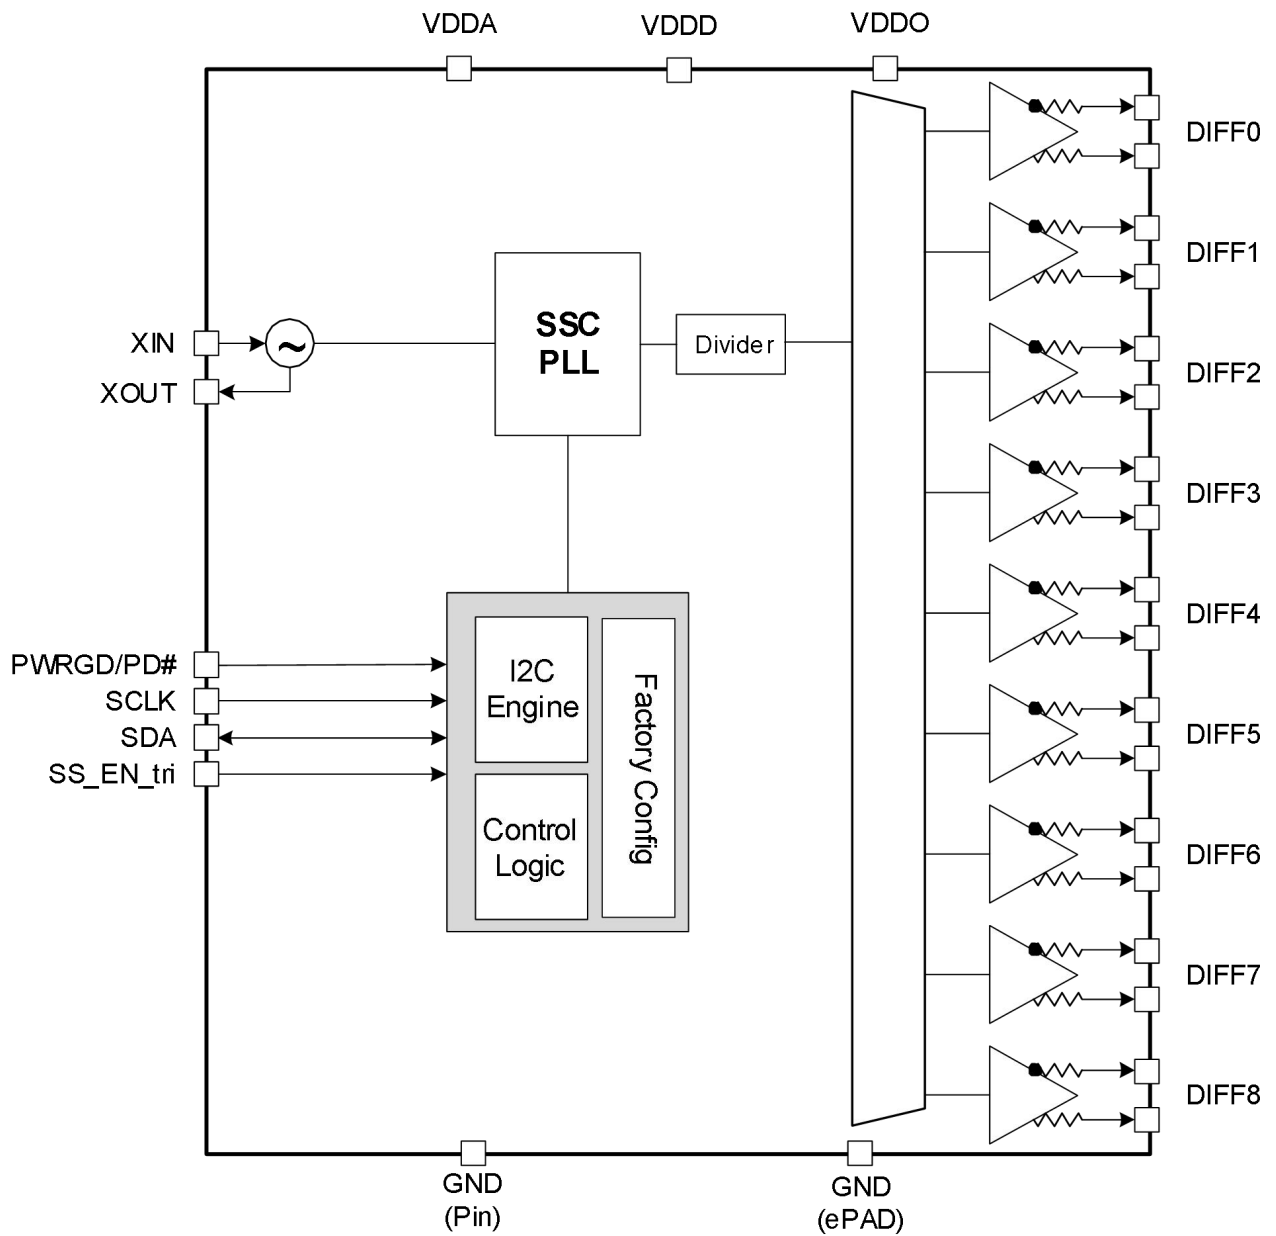 VDDA
VDDD
VDDO
DIFF0
DIFF1
SSC
PLL
Divider
XIN
XOUT
DIFF2
DIFF3
DIFF4
PWRGD/PD#
SCLK
SDA
SS_EN_tri
I2C
Engine
Control
Logic
Factory Config
DIFF5
DIFF6
DIFF7
DIFF8
GND
(Pin)
GND
(ePAD)